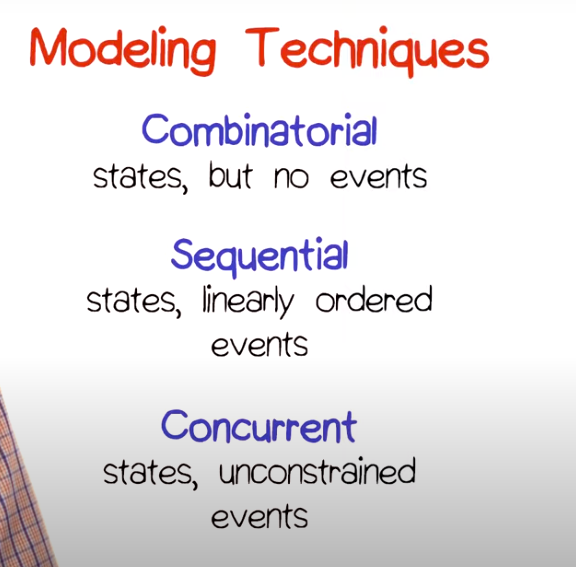 Modeling Techniques
Combinatorial
states, but no events
Sequential
states, linearly ordered
events
Concurrent
states, unconstrained
events